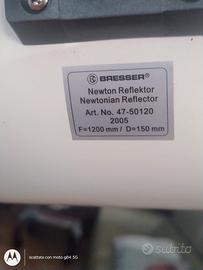 BRESSER®
Newton Reflektor
Newtonian Reflector
Art. No. 47-50120
2005
F=1200 mm / D=150 mm
scattata con moto g84 5G
subito